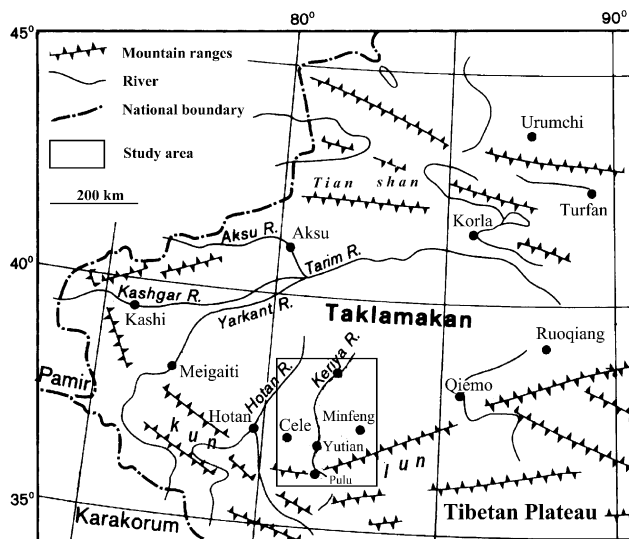 45°
80°
90°
Mountain ranges
River
National boundary
Study area
200 km
Urumchi
Tian shan
Turfan
Korla
Aksu R.
Aksu
40°
Tarim R.
Kashgar R.
Yarkant R.
Kashi
Taklamakan
Ruoqiang
Meigaiti
Hotan R.
Keriya R.
Pamir
Qiemo
Hotan
Cele
Minfeng
kun
Yutian
lun
Pulu
35°
Karakorum
Tibetan Plateau